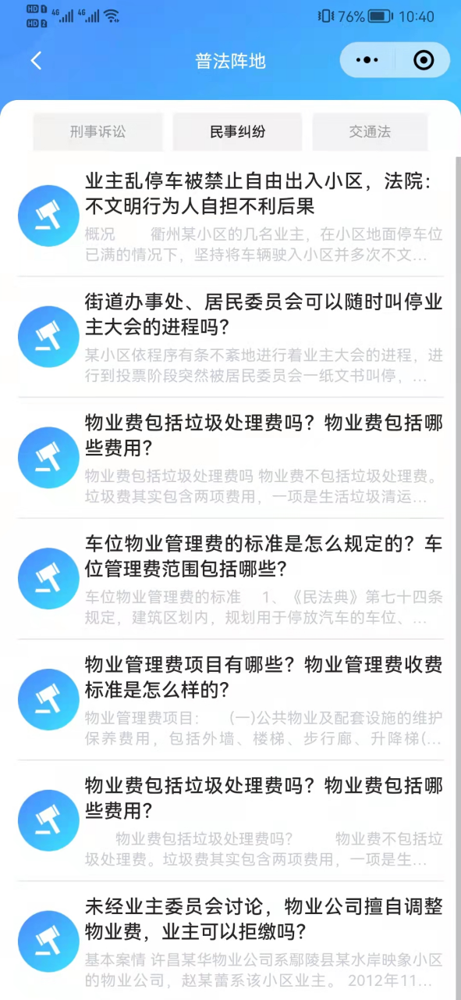 HD 1 4G 4G 76% 10:40
HD 2
普法阵地
刑事诉讼 民事纠纷 交通法
业主乱停车被禁止自由出入小区，法院：
不文明行为人自担不利后果
概况 衢州某小区的几名业主，在小区地面停车位
已满的情况下，坚持将车辆驶入小区并多次不文...
街道办事处、居民委员会可以随时叫停业
主大会的进程吗？
某小区依程序有条不紊地进行着业主大会的进程，进
行到投票阶段突然被居民委员会一纸文书叫停，...
物业费包括垃圾处理费吗？物业费包括哪
些费用？
物业费包括垃圾处理费吗 物业费不包括垃圾处理费。
垃圾费其实包含两项费用，一项是生活垃圾清运...
车位物业管理费的标准是怎么规定的？车
位管理费范围包括哪些？
车位物业管理费的标准 1、《民法典》第七十四条
规定，建筑区划内，规划用于停放汽车的车位、...
物业管理费项目有哪些？物业管理费收费
标准是怎么样的？
物业管理费项目： (一)公共物业及配套设施的维护
保养费用，包括外墙、楼梯、步行廊、升降梯(...
物业费包括垃圾处理费吗？物业费包括哪
些费用？
物业费包括垃圾处理费吗？ 物业费不包括垃
圾处理费。垃圾费其实包含两项费用，一项是生...
未经业主委员会讨论，物业公司擅自调整
物业费，业主可以拒缴吗？
基本案情 许昌某华物业公司系鄢陵县某水岸映象小区
的物业公司，赵某蕾系该小区业主。 2012年11...